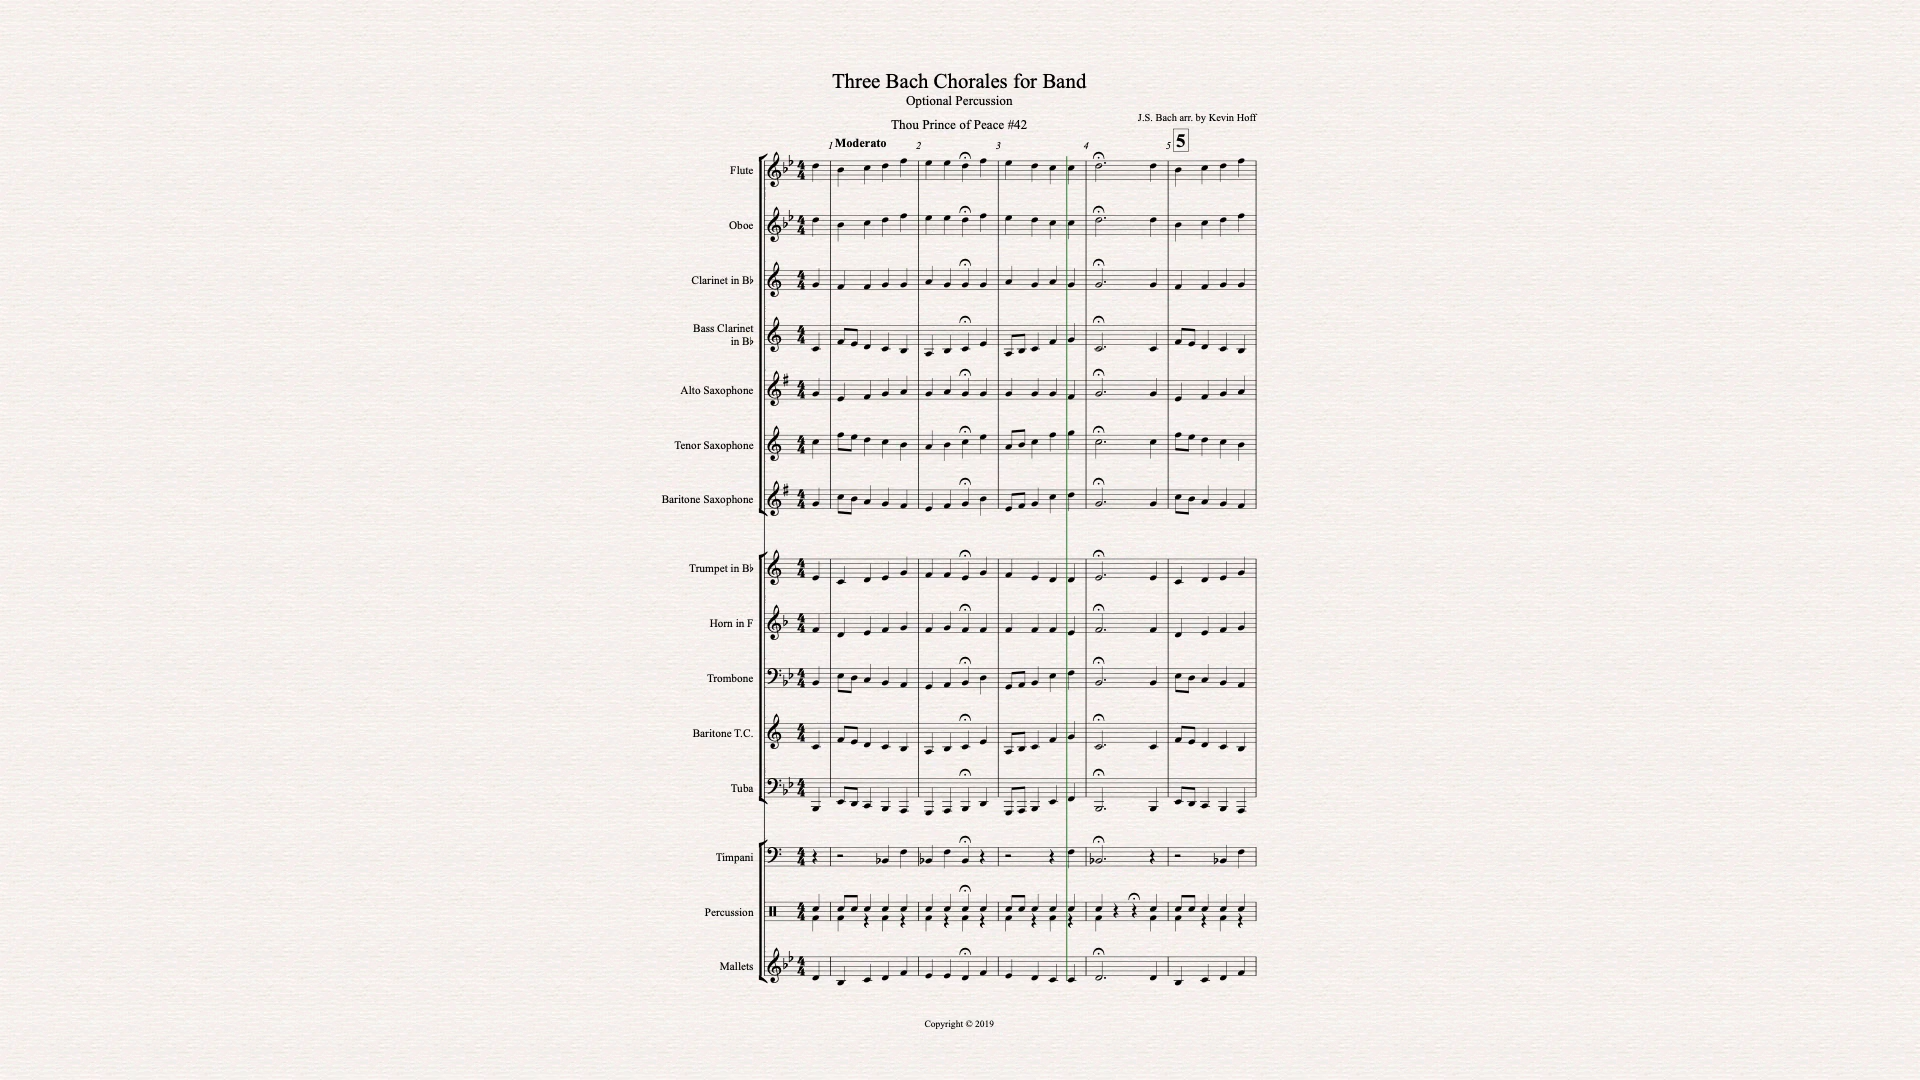 Three Bach Chorales for Band
Optional Percussion
Thou Prince of Peace #42
J.S. Bach arr. by Kevin Hoff
1 Moderato 2 3 4 5 5
Flute
Oboe
Clarinet in B♭
Bass Clarinet
in B♭
Alto Saxophone
Tenor Saxophone
Baritone Saxophone
Trumpet in B♭
Horn in F
Trombone
Baritone T.C.
Tuba
Timpani
Percussion
Mallets
Copyright © 2019